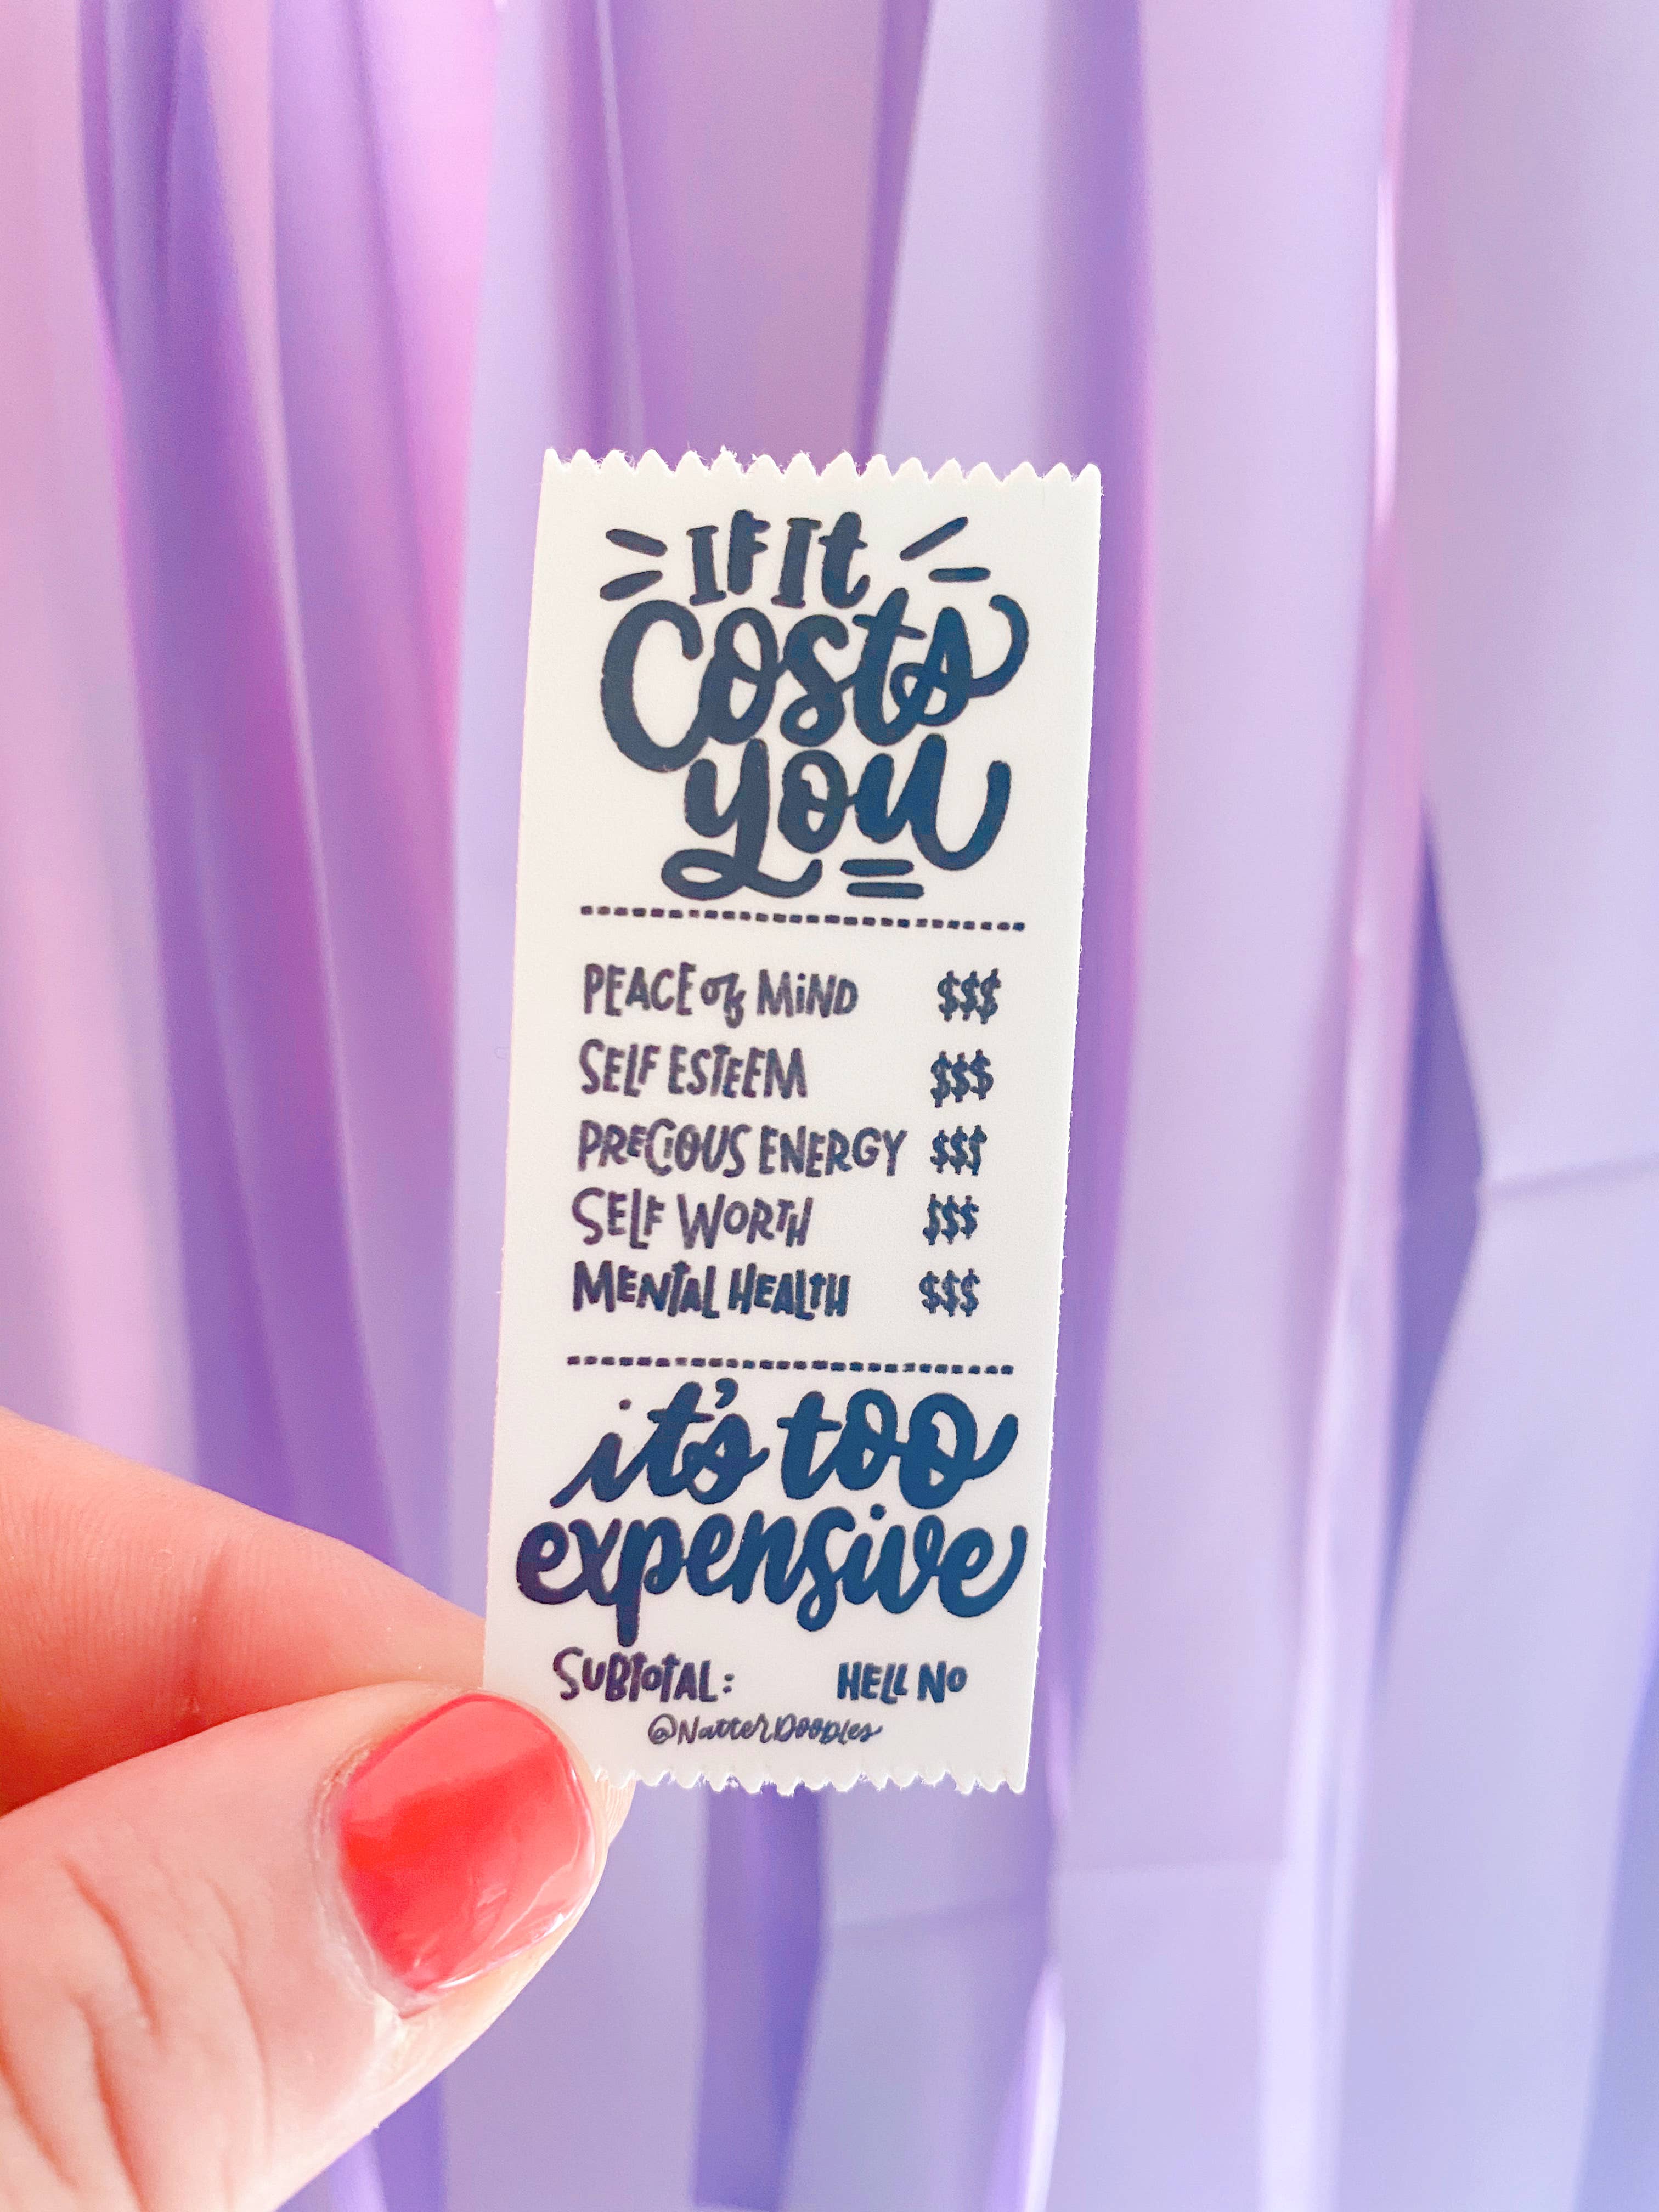 If It
Costs
you
Peace of Mind $$$
Self Esteem $$$
Precious Energy $$$
Self Worth $$$
Mental Health $$$
it's too
expensive
Subtotal: Hell No
@NatterDoodles